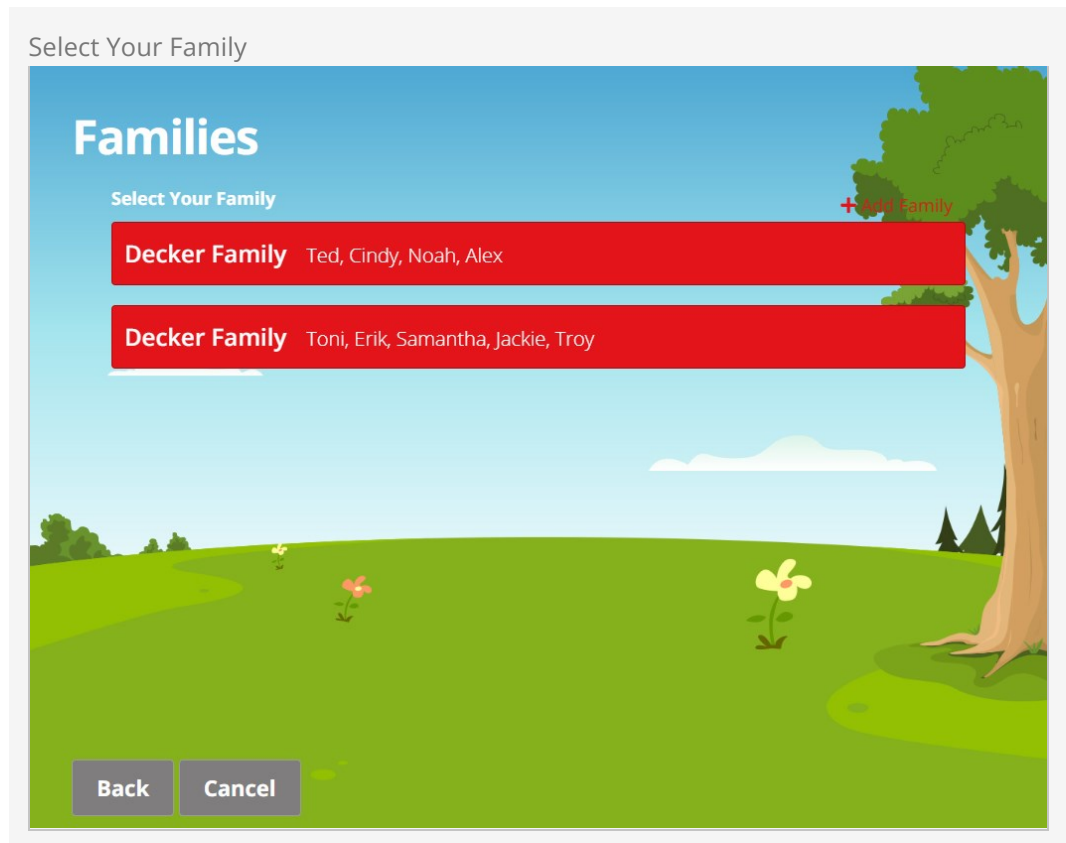 Select Your Family
Families
Select Your Family
+ Add Family
Decker Family Ted, Cindy, Noah, Alex
Decker Family Toni, Erik, Samantha, Jackie, Troy
Back Cancel